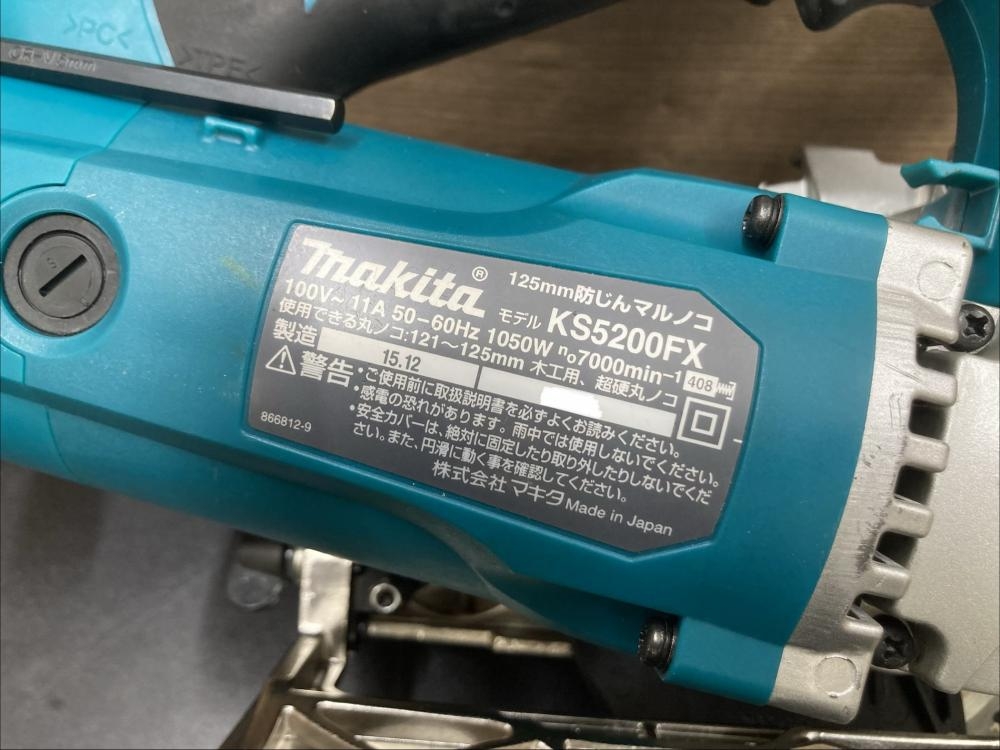 >PC<
>TPE<
makita® 125mm防じんマルノコ
モデル KS5200FX
100V~ 11A 50-60Hz 1050W n₀7000min⁻¹ 408
使用できる丸ノコ:121~125mm 木工用、超硬丸ノコ
製造 15.12
警告
・ご使用前に取扱説明書を必ずよくお読みください。
・感電の恐れがあります。雨中では使用しないでください。
・安全カバーは、絶対に固定したり取り外したりしないでくだ
さい。また、円滑に動く事を確認してください。
866812-9
株式会社 マキタ Made in Japan